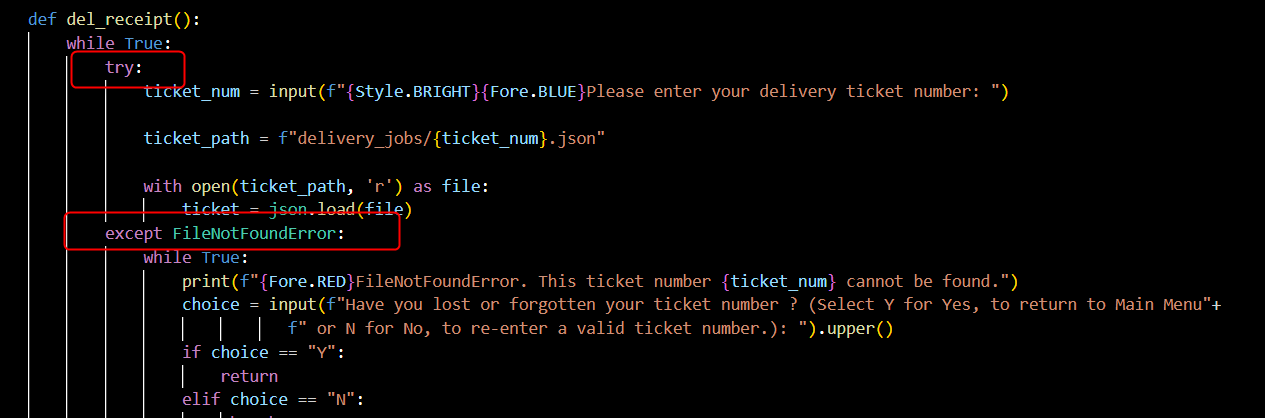 def del_receipt():
while True:
try:
ticket_num = input(f"{Style.BRIGHT}{Fore.BLUE}Please enter your delivery ticket number: ")
ticket_path = f"delivery_jobs/{ticket_num}.json"
with open(ticket_path, 'r') as file:
ticket = json.load(file)
except FileNotFoundError:
while True:
print(f"{Fore.RED}FileNotFoundError. This ticket number {ticket_num} cannot be found.")
choice = input(f"Have you lost or forgotten your ticket number ? (Select Y for Yes, to return to Main Menu"+
f" or N for No, to re-enter a valid ticket number.): ").upper()
if choice == "Y":
return
elif choice == "N":